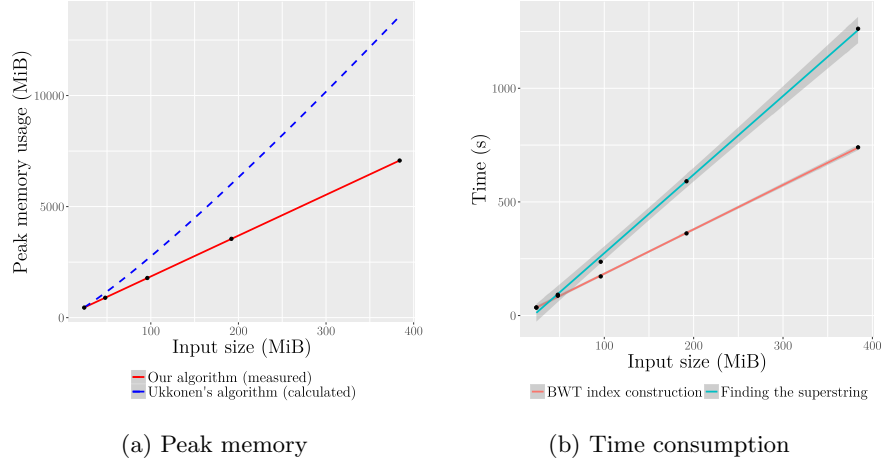 Peak memory usage (MiB)
10000
5000
0
100
200
300
400
Input size (MiB)
Our algorithm (measured)
Ukkonen's algorithm (calculated)
(a) Peak memory
Time (s)
1000
500
0
100
200
300
400
Input size (MiB)
BWT index construction Finding the superstring
(b) Time consumption